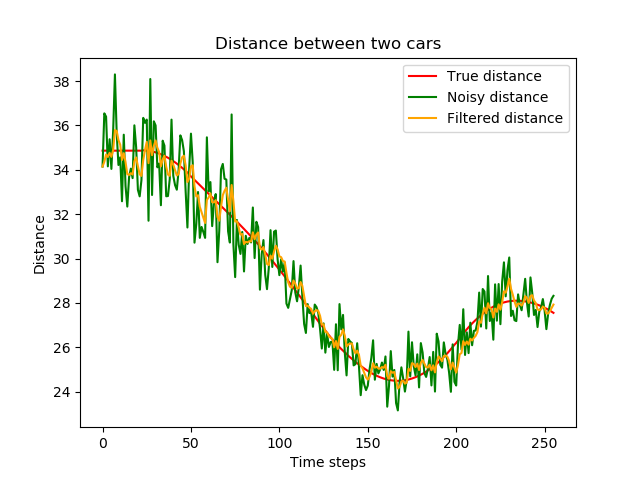 Distance between two cars
True distance
Noisy distance
Filtered distance
Distance
38
36
34
32
30
28
26
24
0 50 100 150 200 250
Time steps